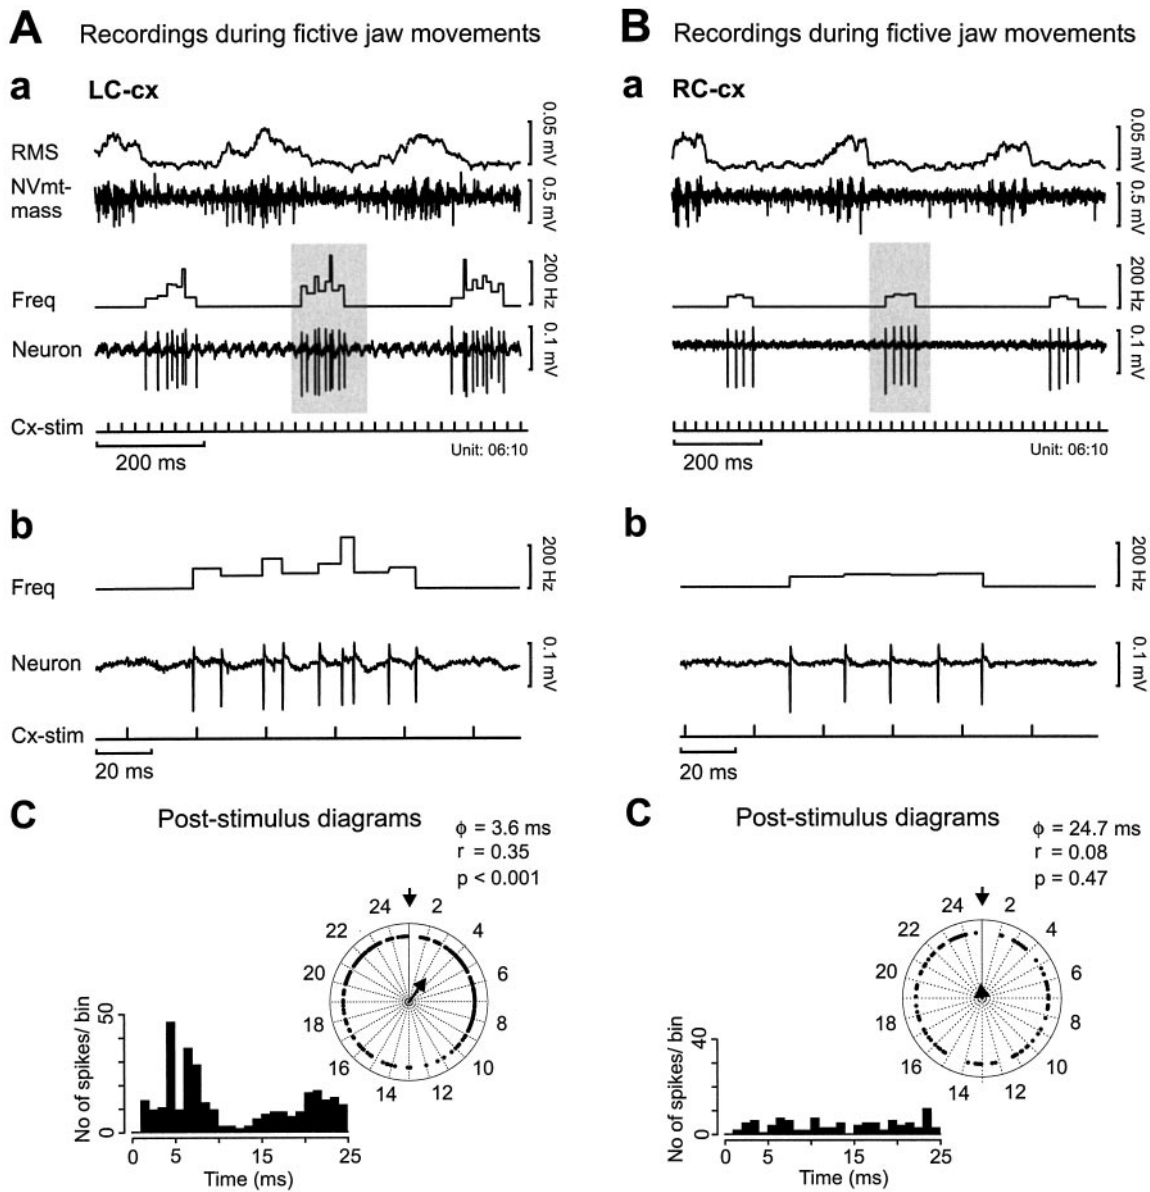 A Recordings during fictive jaw movements
a LC-cx
RMS
0.05 mV
NVmt-
mass
0.5 mV
Freq
200 Hz
Neuron
0.1 mV
Cx-stim
200 ms
Unit: 06:10
b
Freq
200 Hz
Neuron
0.1 mV
Cx-stim
20 ms
C Post-stimulus diagrams
ϕ = 3.6 ms
r = 0.35
p < 0.001
24 2
22 4
20 6
18 8
16 10
14 12
No of spikes/ bin
50
0
0 5 15 25
Time (ms)
B Recordings during fictive jaw movements
a RC-cx
0.05 mV
0.5 mV
200 Hz
0.1 mV
200 ms
Unit: 06:10
b
200 Hz
0.1 mV
20 ms
C Post-stimulus diagrams
ϕ = 24.7 ms
r = 0.08
p = 0.47
24 2
22 4
20 6
18 8
16 10
14 12
No of spikes/ bin
40
0
0 5 15 25
Time (ms)